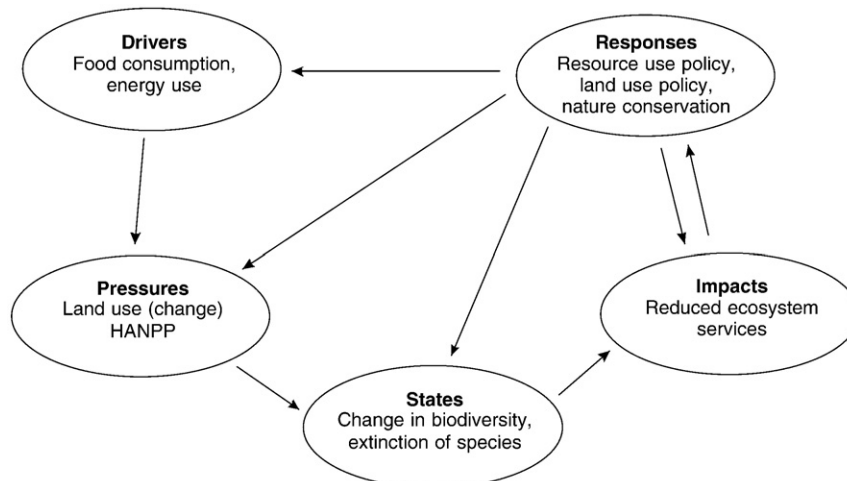 Drivers
Food consumption,
energy use
Responses
Resource use policy,
land use policy,
nature conservation
Pressures
Land use (change)
HANPP
Impacts
Reduced ecosystem
services
States
Change in biodiversity,
extinction of species